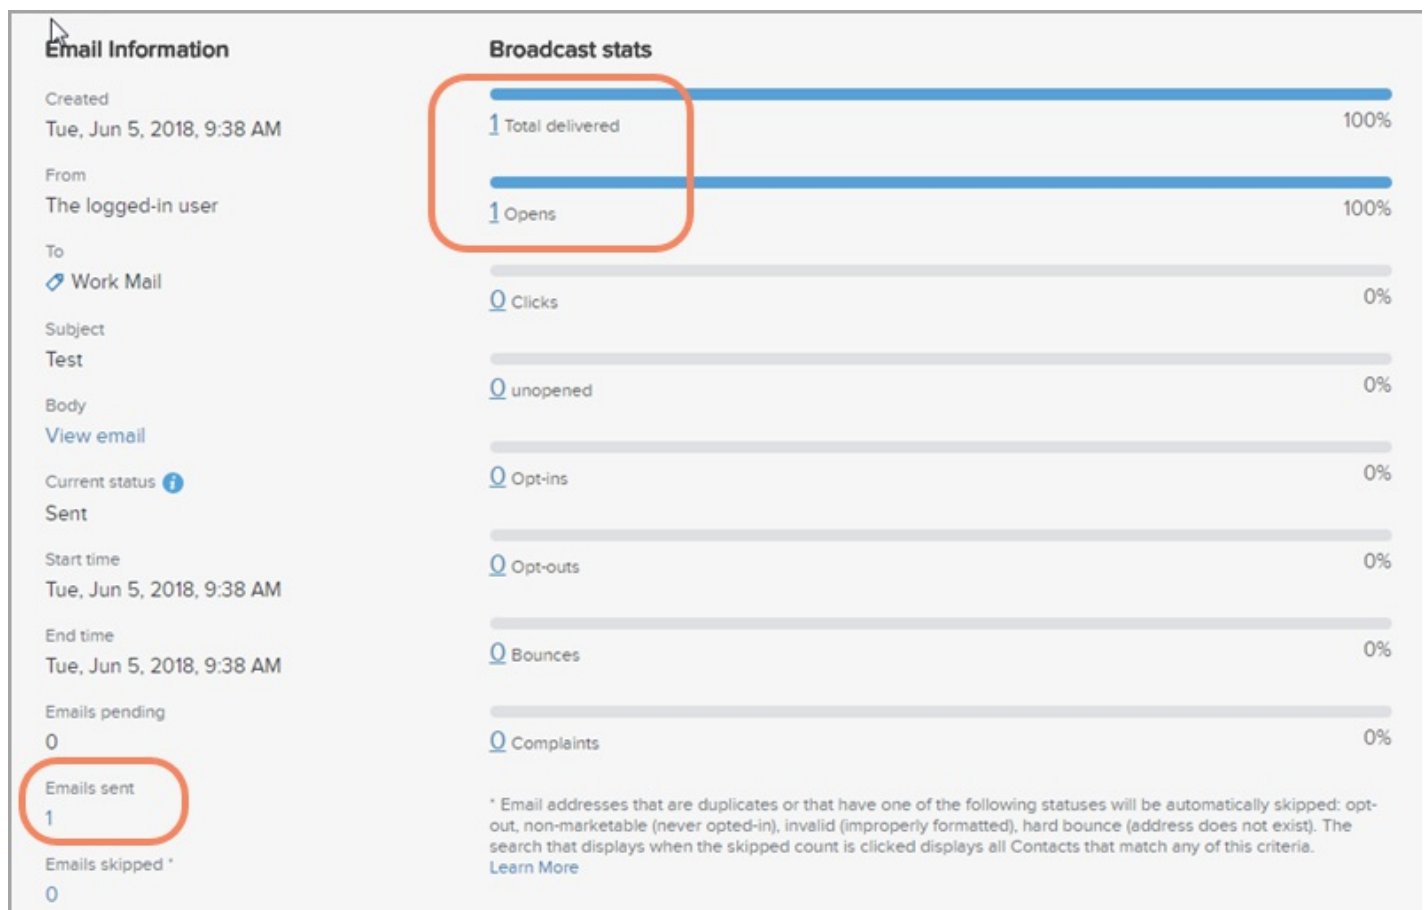 Email Information
Created
Tue, Jun 5, 2018, 9:38 AM
From
The logged-in user
To
Work Mail
Subject
Test
Body
View email
Current status
Sent
Start time
Tue, Jun 5, 2018, 9:38 AM
End time
Tue, Jun 5, 2018, 9:38 AM
Emails pending
0
Emails sent
1
Emails skipped *
0
Broadcast stats
1 Total delivered 100%
1 Opens 100%
0 Clicks 0%
0 unopened 0%
0 Opt-ins 0%
0 Opt-outs 0%
0 Bounces 0%
0 Complaints 0%
* Email addresses that are duplicates or that have one of the following statuses will be automatically skipped: opt-
out, non-marketable (never opted-in), invalid (improperly formatted), hard bounce (address does not exist). The
search that displays when the skipped count is clicked displays all Contacts that match any of this criteria.
Learn More